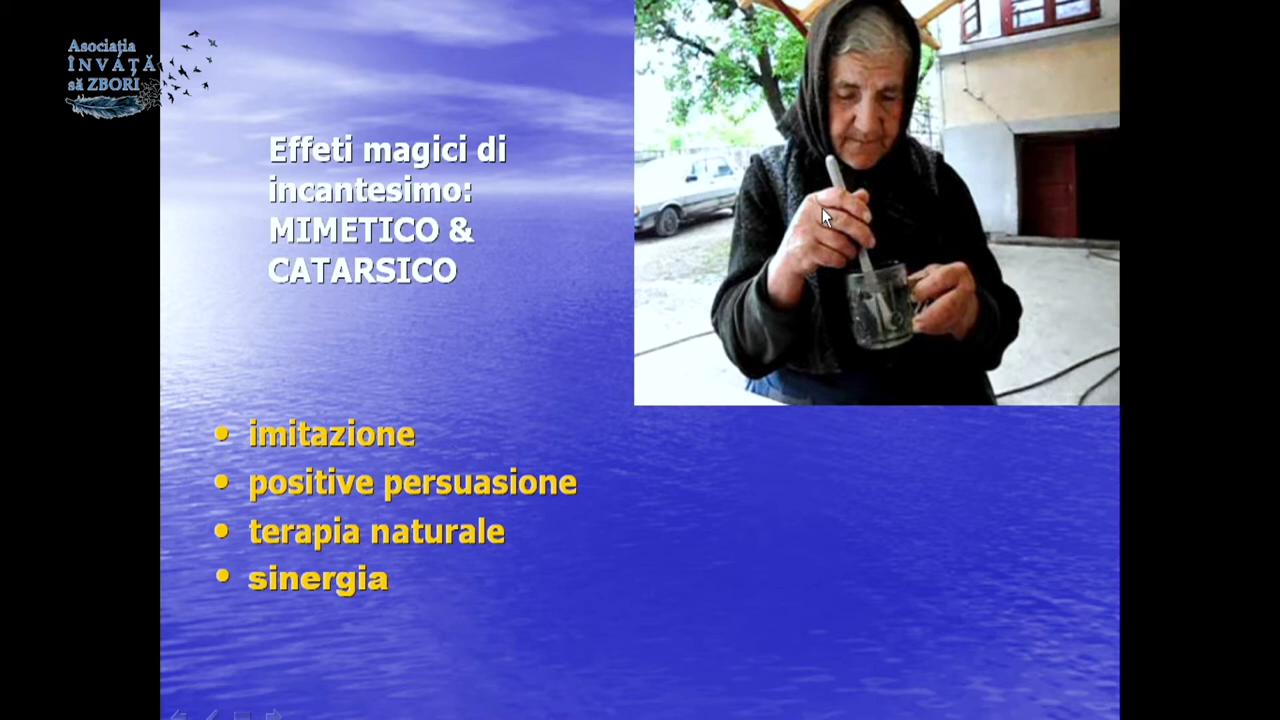 Asociația
ÎNVAȚĂ
să ZBORI
Effeti magici di
incantesimo:
MIMETICO &
CATARSICO
• imitazione
• positive persuasione
• terapia naturale
• sinergia